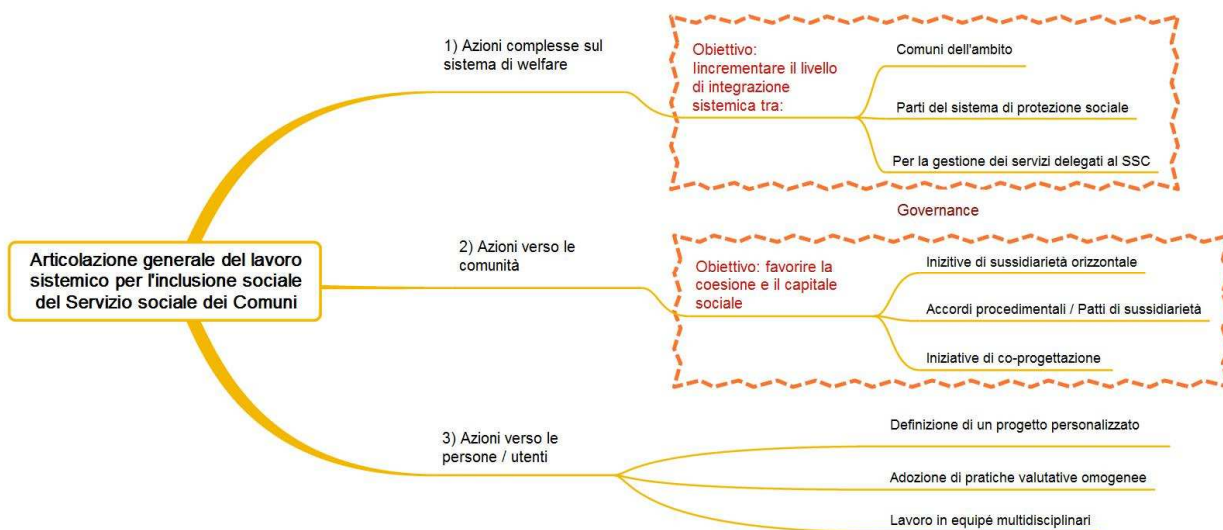 Articolazione generale del lavoro
sistemico per l'inclusione sociale
del Servizio sociale dei Comuni
1) Azioni complesse sul
sistema di welfare
Obiettivo:
Iincrementare il livello
di integrazione
sistemica tra:
Comuni dell'ambito
Parti del sistema di protezione sociale
Per la gestione dei servizi delegati al SSC
Governance
2) Azioni verso le
comunità
Obiettivo: favorire la
coesione e il capitale
sociale
Inizitive di sussidiarietà orizzontale
Accordi procedimentali / Patti di sussidiarietà
Iniziative di co-progettazione
3) Azioni verso le
persone / utenti
Definizione di un progetto personalizzato
Adozione di pratiche valutative omogenee
Lavoro in equipé multidisciplinari